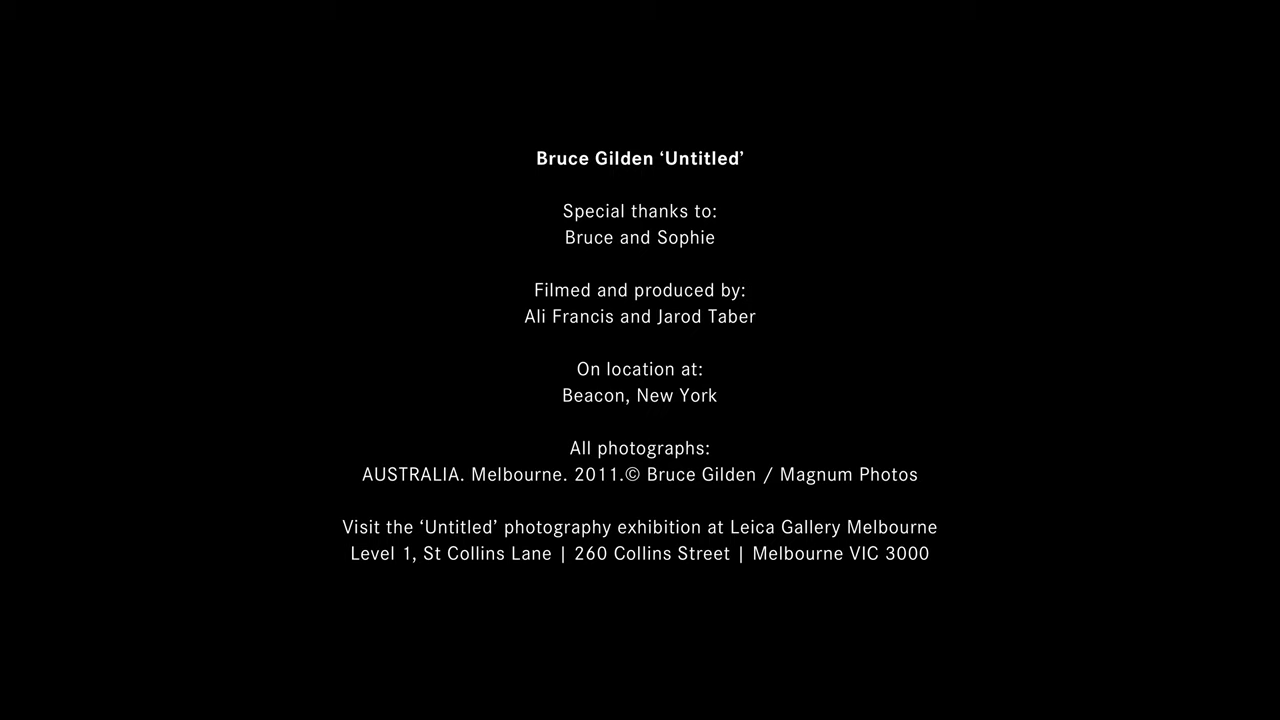 Bruce Gilden ‘Untitled’
Special thanks to:
Bruce and Sophie
Filmed and produced by:
Ali Francis and Jarod Taber
On location at:
Beacon, New York
All photographs:
AUSTRALIA. Melbourne. 2011.© Bruce Gilden / Magnum Photos
Visit the ‘Untitled’ photography exhibition at Leica Gallery Melbourne
Level 1, St Collins Lane | 260 Collins Street | Melbourne VIC 3000